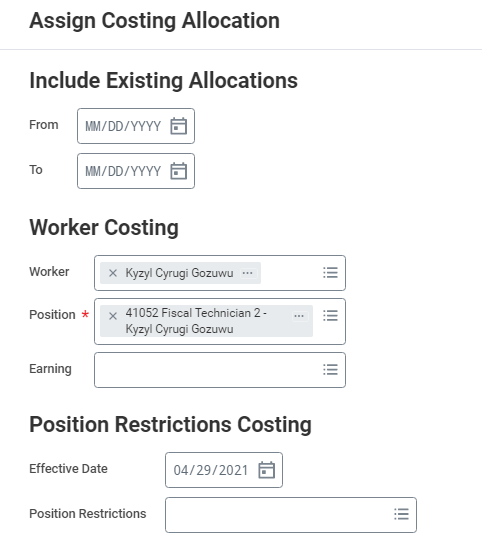 Assign Costing Allocation
Include Existing Allocations
From MM/DD/YYYY
To MM/DD/YYYY
Worker Costing
Worker × Kyzyl Cyrugi Gozuwu ...
Position * × 41052 Fiscal Technician 2 - ...
Kyzyl Cyrugi Gozuwu
Earning
Position Restrictions Costing
Effective Date 04/29/2021
Position Restrictions